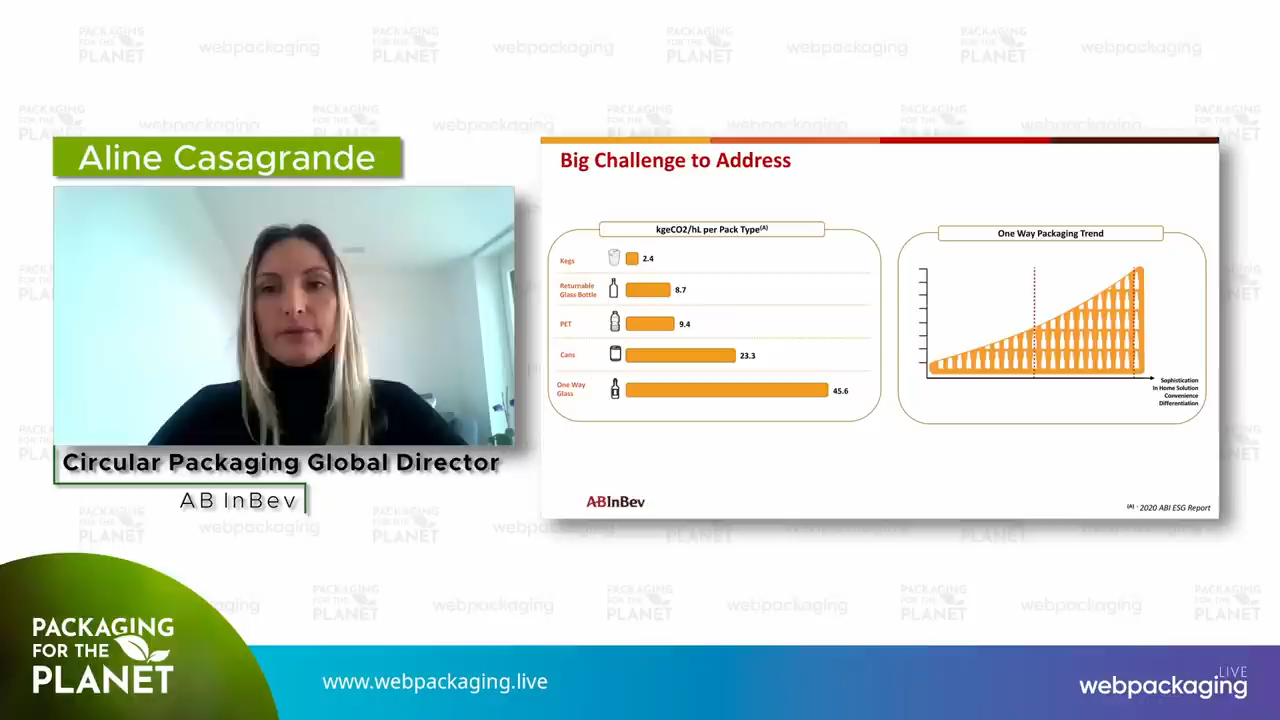 Aline Casagrande
Circular Packaging Global Director
AB InBev
Big Challenge to Address
kgeCO2/hL per Pack Type(A)
Kegs
2.4
Returnable
Glass Bottle
8.7
PET
9.4
Cans
23.3
One Way
Glass
45.6
One Way Packaging Trend
Sophistication
In Home Solution
Convenience
Differentiation
ABInBev
(A) - 2020 ABI ESG Report
PACKAGING
FOR THE
PLANET
www.webpackaging.live
LIVE
webpackaging